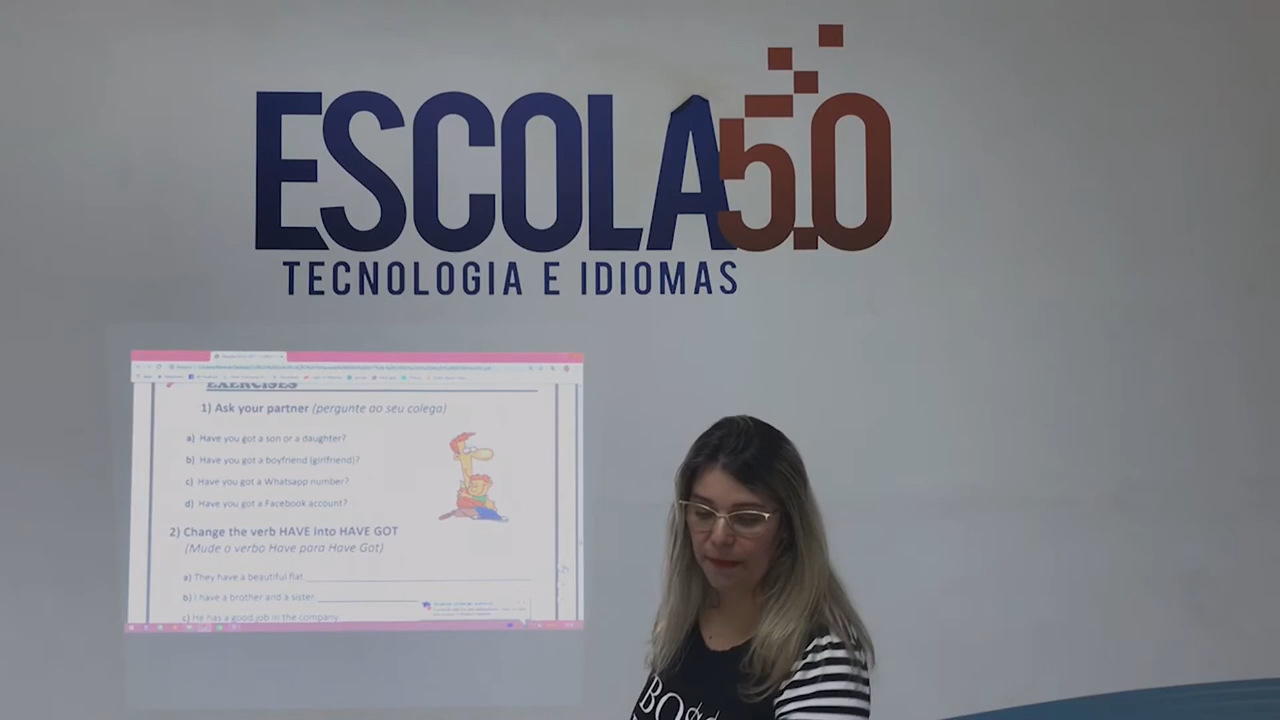 ESCOLA 5.0
TECNOLOGIA E IDIOMAS
EXERCISES
1) Ask your partner (pergunte ao seu colega)
a) Have you got a son or a daughter?
b) Have you got a boyfriend (girlfriend)?
c) Have you got a Whatsapp number?
d) Have you got a Facebook account?
2) Change the verb HAVE into HAVE GOT
(Mude o verbo Have para Have Got)
a) They have a beautiful flat.
b) I have a brother and a sister.
c) He has a good job in the company.
BO